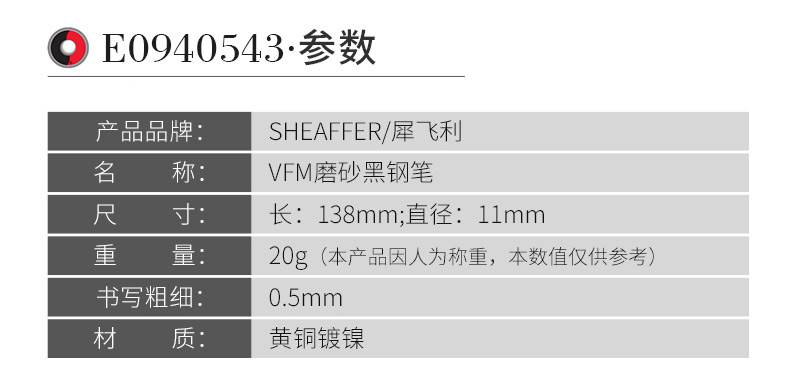 E0940543·参数
产品品牌： SHEAFFER/犀飞利
名 称： VFM磨砂黑钢笔
尺 寸： 长：138mm;直径：11mm
重 量： 20g（本产品因人为称重，本数值仅供参考）
书写粗细： 0.5mm
材 质： 黄铜镀镍